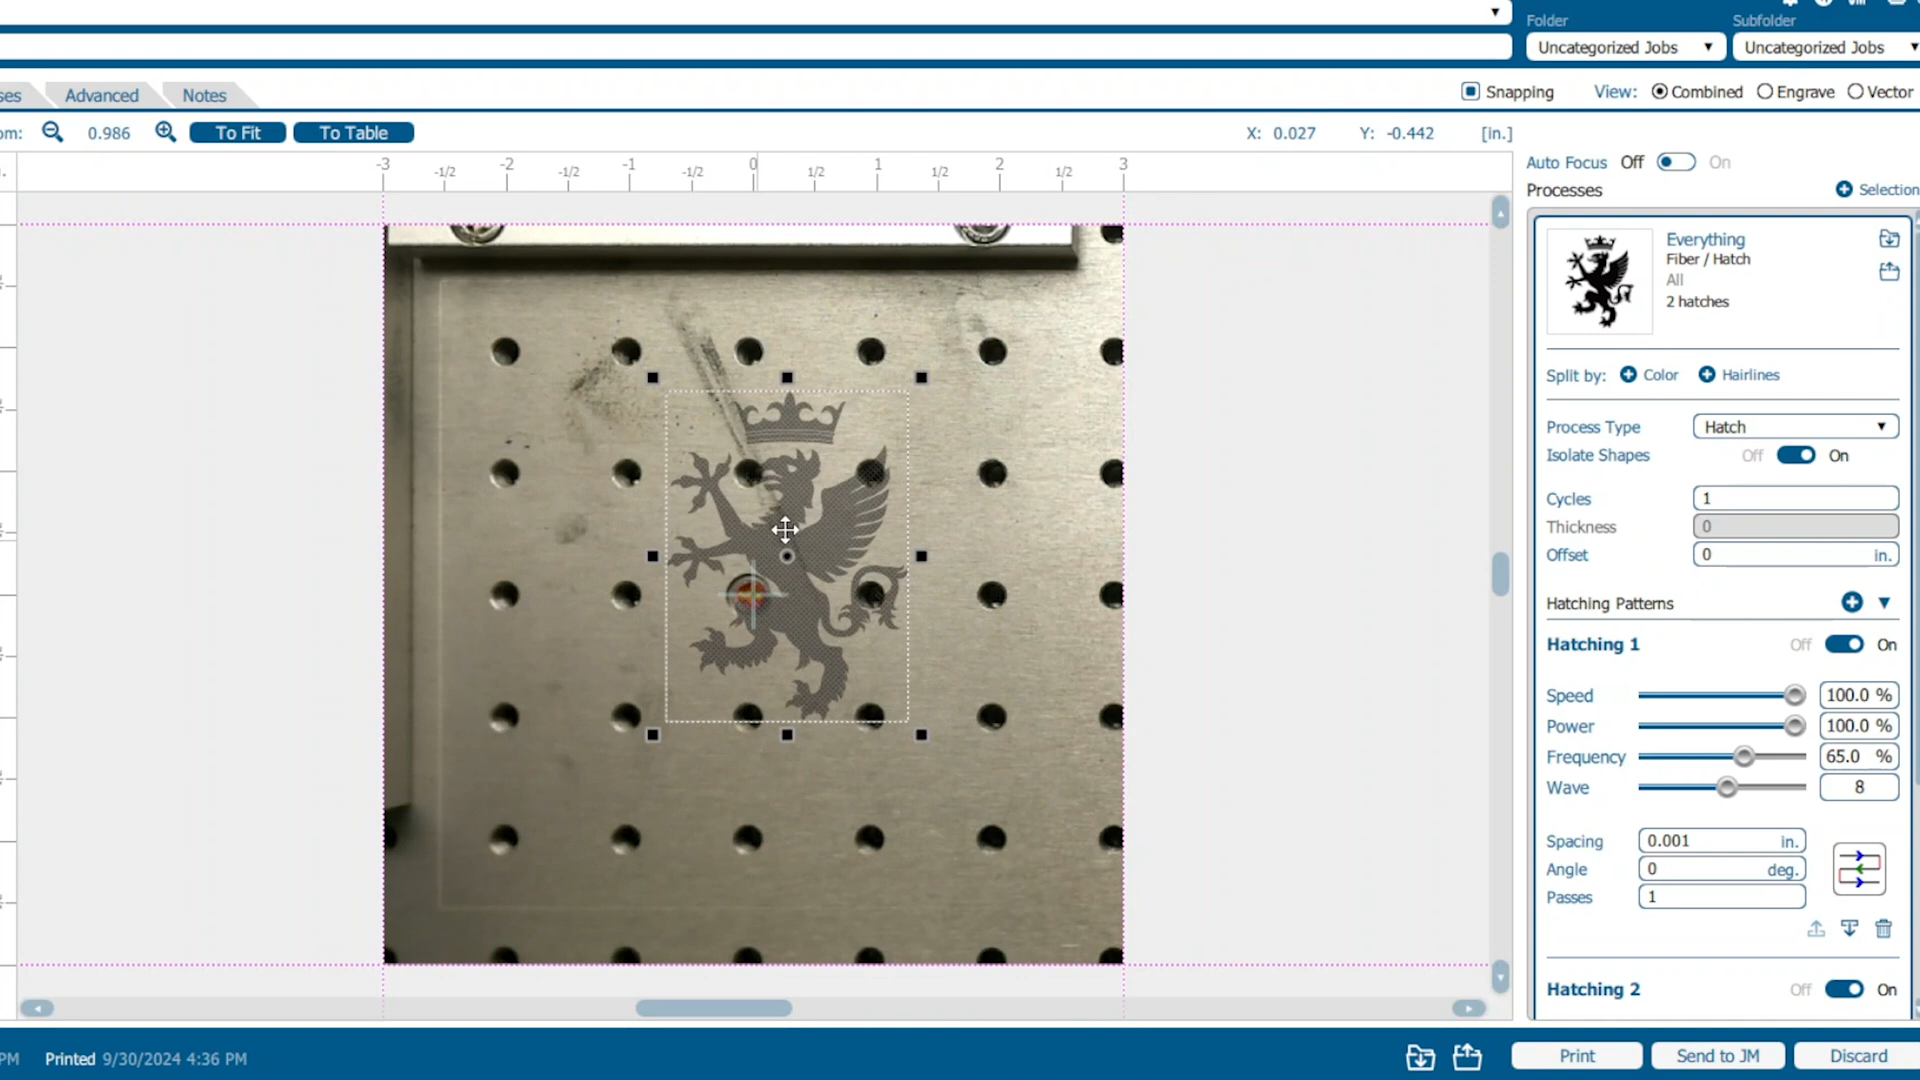 Folder
Subfolder
Uncategorized Jobs
Uncategorized Jobs
ses
Advanced
Notes
Snapping
View:
Combined
Engrave
Vector
om:
0.986
To Fit
To Table
X: 0.027
Y: -0.442
[in.]
-3 -1/2 -2 -1/2 -1 -1/2 0 1/2 1 1/2 2 1/2 3
Auto Focus Off On
Processes
Selection
Everything
Fiber / Hatch
All
2 hatches
Split by: Color Hairlines
Process Type Hatch
Isolate Shapes Off On
Cycles 1
Thickness 0
Offset 0 in.
Hatching Patterns
Hatching 1 Off On
Speed 100.0 %
Power 100.0 %
Frequency 65.0 %
Wave 8
Spacing 0.001 in.
Angle 0 deg.
Passes 1
Hatching 2 Off On
PM
Printed 9/30/2024 4:36 PM
Print
Send to JM
Discard